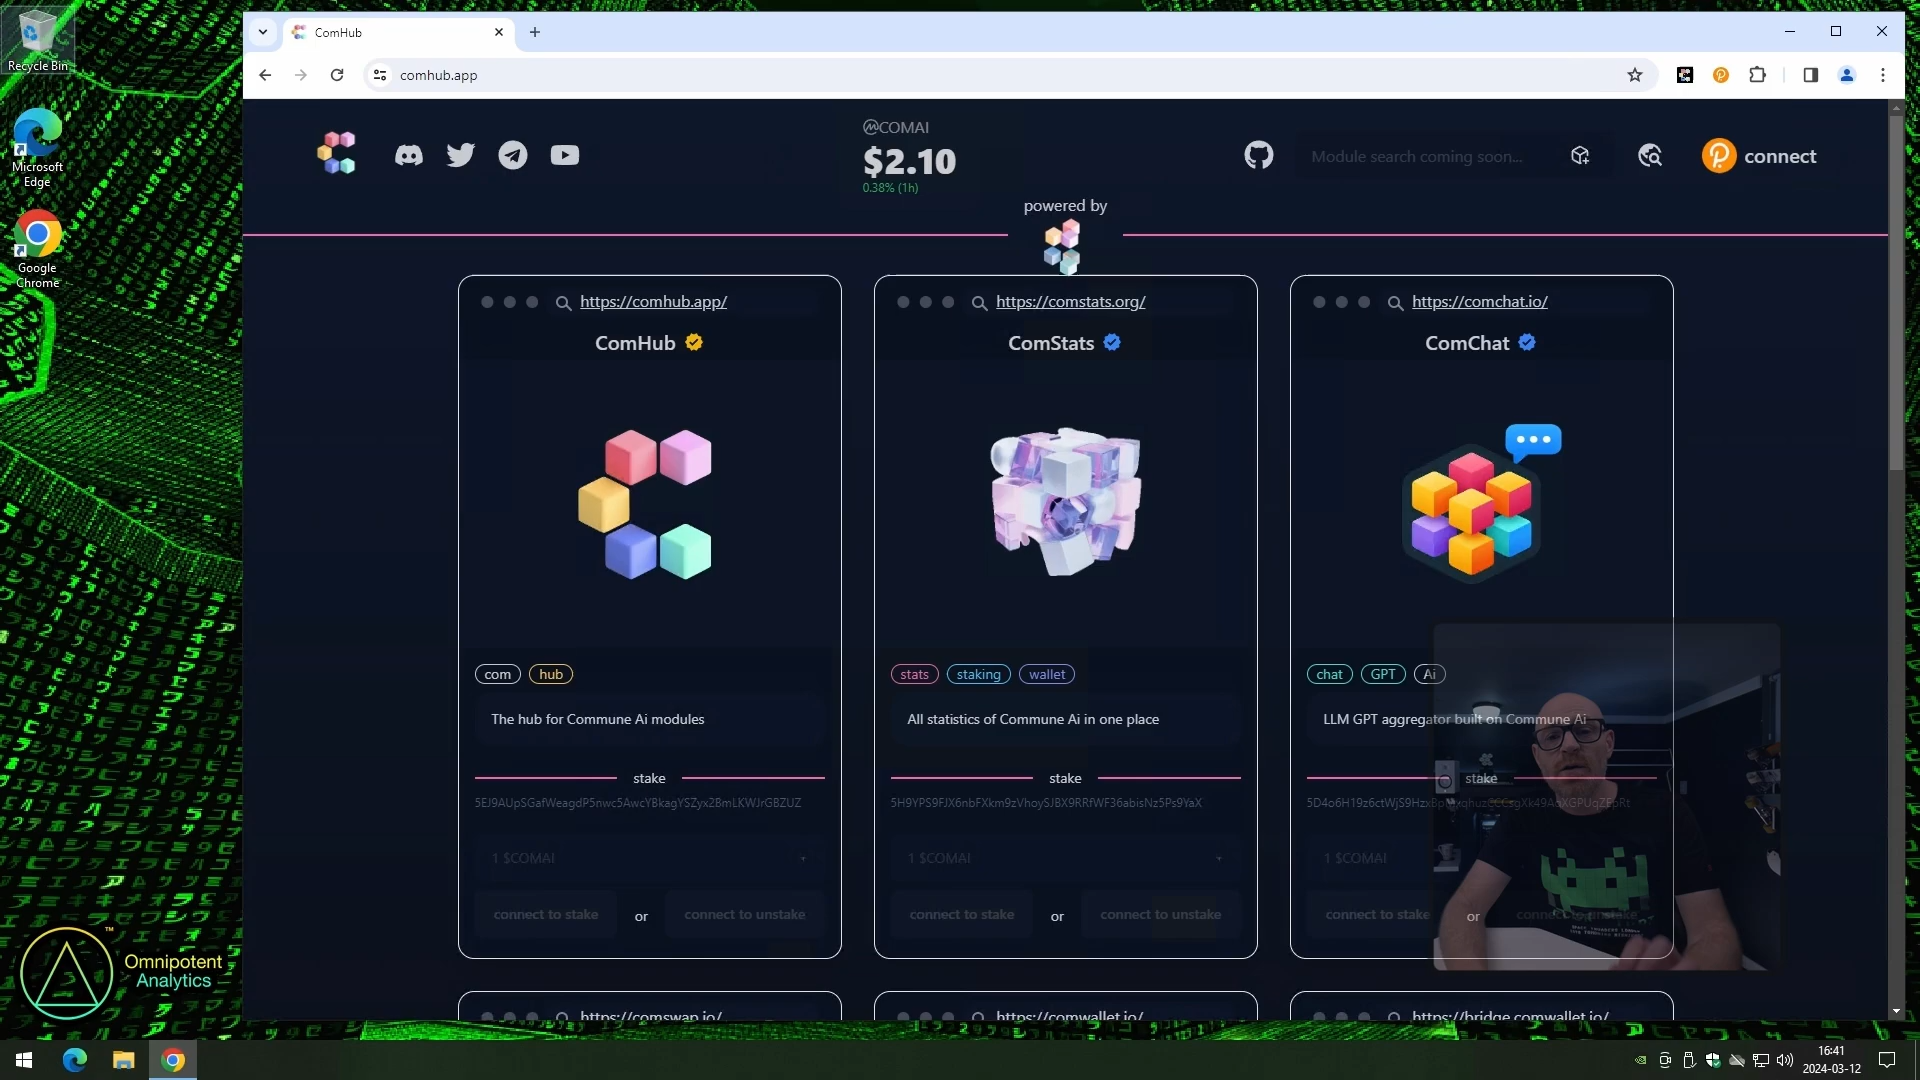 Recycle Bin
Microsoft
Edge
Google
Chrome
ComHub
comhub.app
COMAI
$2.10
0.38% (1h)
Module search coming soon...
connect
powered by
https://comhub.app/
ComHub
com
hub
The hub for Commune Ai modules
stake
5EJ9AUpSGafWeagdP5nwc5AwcYBkagYSZyx2BmLKWJrGBZUZ
1 $COMAI
connect to stake
or
connect to unstake
https://comstats.org/
ComStats
stats
staking
wallet
All statistics of Commune Ai in one place
stake
5H9YPS9FJX6nbFXkm9zVhoySJBX9RRfWF36abisNz5Ps9YaX
1 $COMAI
connect to stake
or
connect to unstake
https://comchat.io/
ComChat
chat
GPT
Ai
LLM GPT aggregator built on Commune Ai
stake
1 $COMAI
connect to stake
or
connect to unstake
https://comswap.io/
https://comwallet.io/
https://bridge.comwallet.io/
Omnipotent
Analytics
TM
16:41
2024-03-12